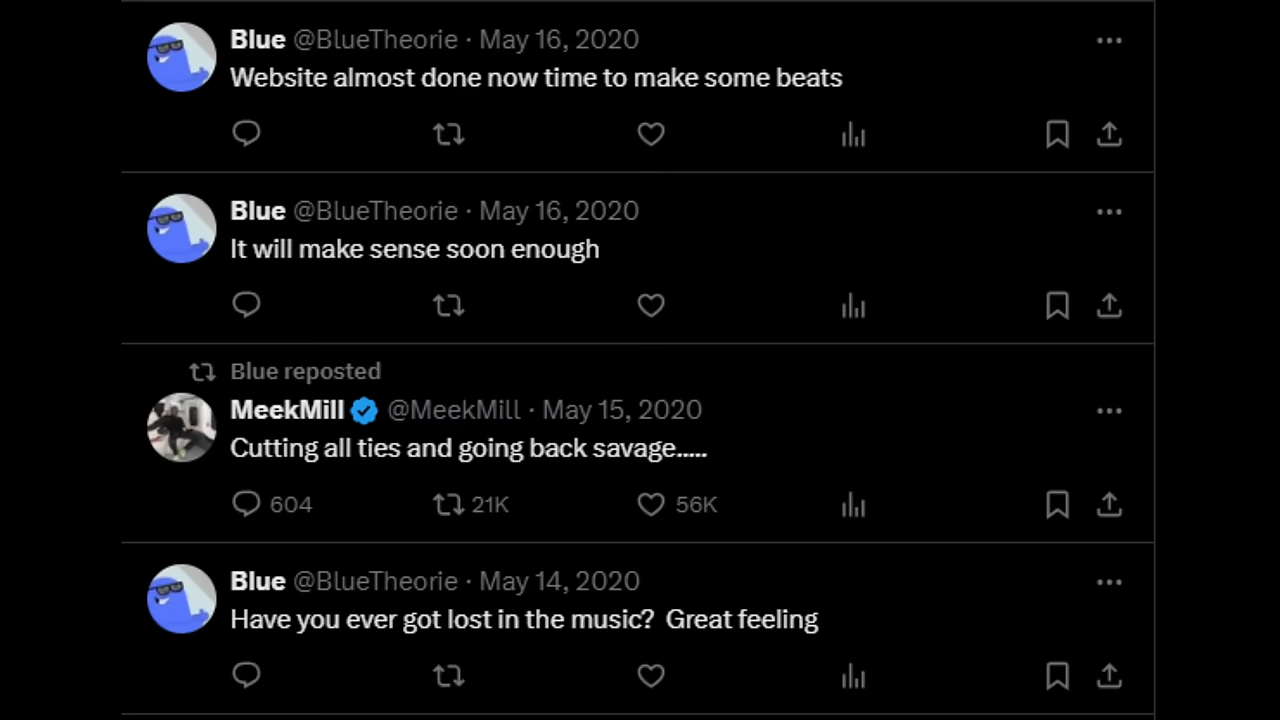 Blue @BlueTheorie · May 16, 2020
Website almost done now time to make some beats
Blue @BlueTheorie · May 16, 2020
It will make sense soon enough
Blue reposted
MeekMill @MeekMill · May 15, 2020
Cutting all ties and going back savage.....
604 21K 56K
Blue @BlueTheorie · May 14, 2020
Have you ever got lost in the music?  Great feeling